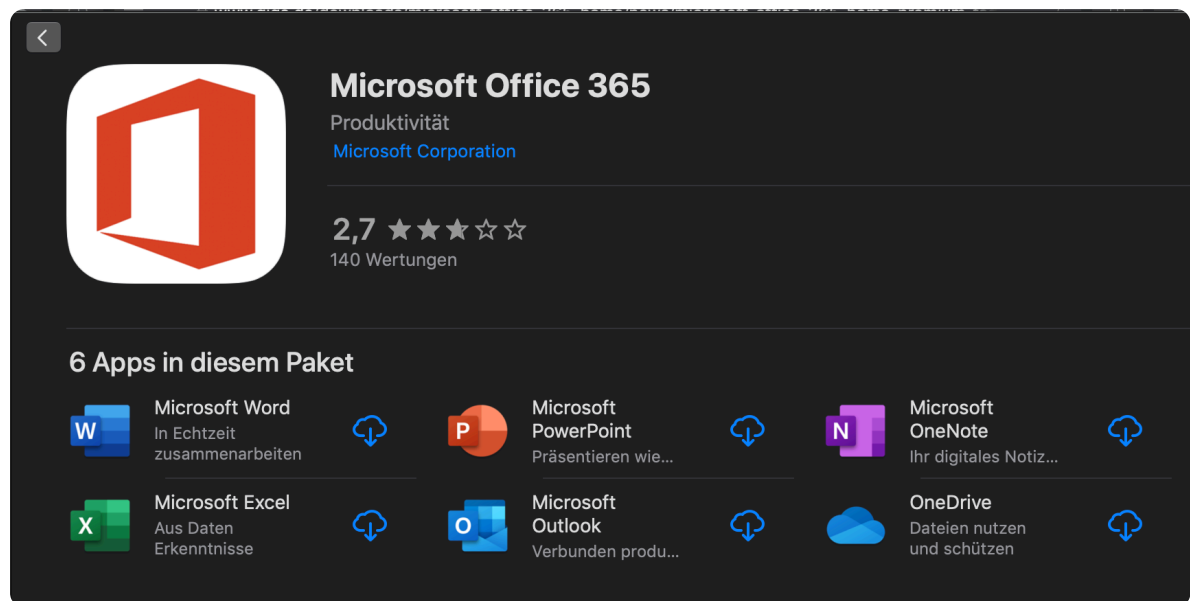 Microsoft Office 365
Produktivität
Microsoft Corporation
2,7
140 Wertungen
6 Apps in diesem Paket
W
Microsoft Word
In Echtzeit
zusammenarbeiten
P
Microsoft
PowerPoint
Präsentieren wie...
N
Microsoft
OneNote
Ihr digitales Notiz...
X
Microsoft Excel
Aus Daten
Erkenntnisse
O
Microsoft
Outlook
Verbunden produ...
OneDrive
Dateien nutzen
und schützen